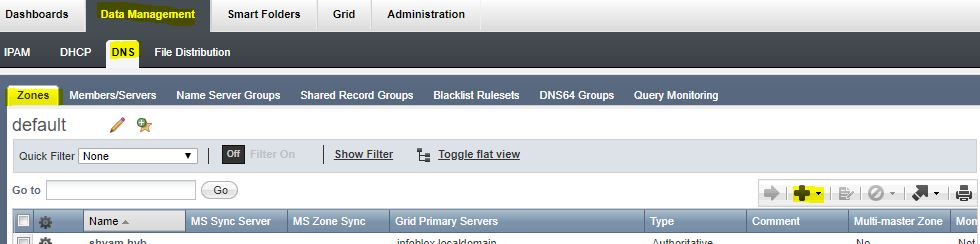 Dashboards Data Management Smart Folders Grid Administration
IPAM DHCP DNS File Distribution
Zones Members/Servers Name Server Groups Shared Record Groups Blacklist Rulesets DNS64 Groups Query Monitoring
default
Quick Filter None Off Filter On Show Filter Toggle flat view
Go to Go
Name MS Sync Server MS Zone Sync Grid Primary Servers Type Comment Multi-master Zone Mon
shyam.hyb infoblox.localdomain Authoritative No Not